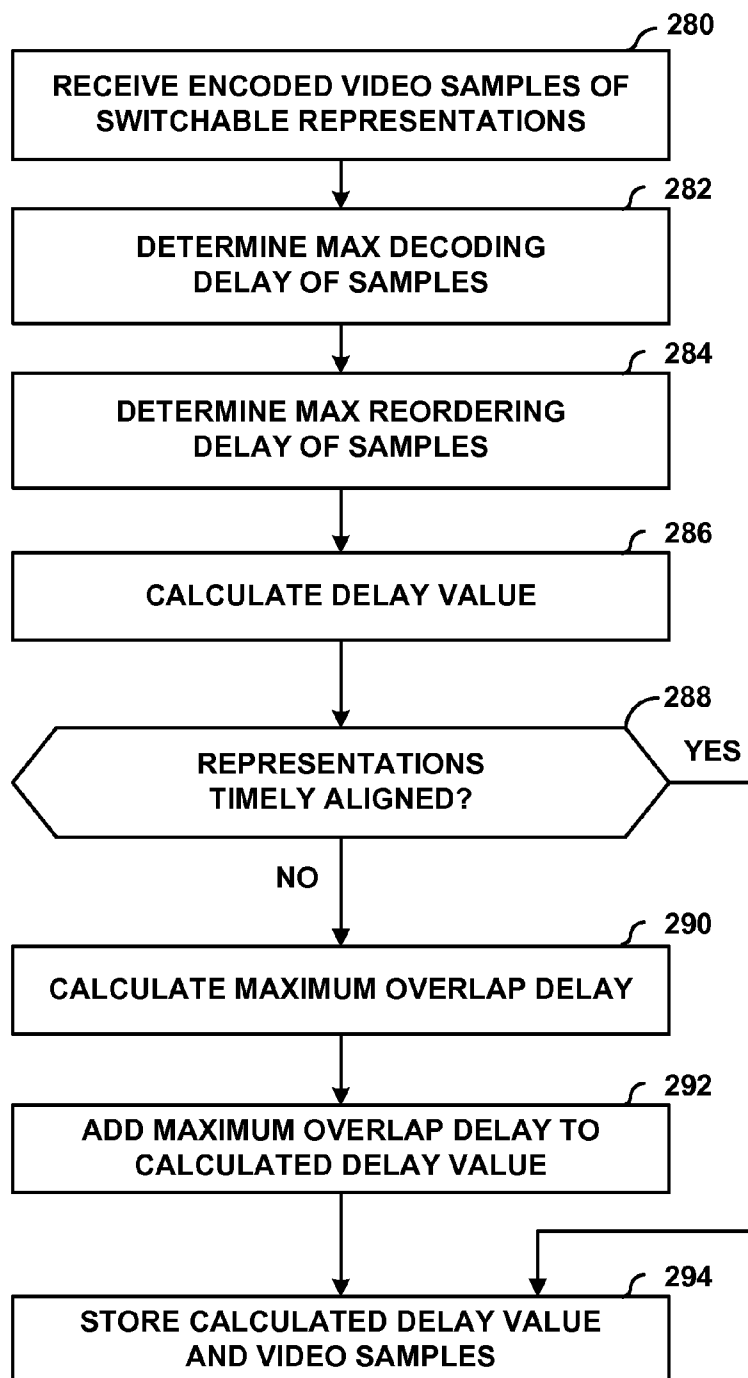 280
RECEIVE ENCODED VIDEO SAMPLES OF
SWITCHABLE REPRESENTATIONS
282
DETERMINE MAX DECODING
DELAY OF SAMPLES
284
DETERMINE MAX REORDERING
DELAY OF SAMPLES
286
CALCULATE DELAY VALUE
288
REPRESENTATIONS
TIMELY ALIGNED?
YES
NO
290
CALCULATE MAXIMUM OVERLAP DELAY
292
ADD MAXIMUM OVERLAP DELAY TO
CALCULATED DELAY VALUE
294
STORE CALCULATED DELAY VALUE
AND VIDEO SAMPLES